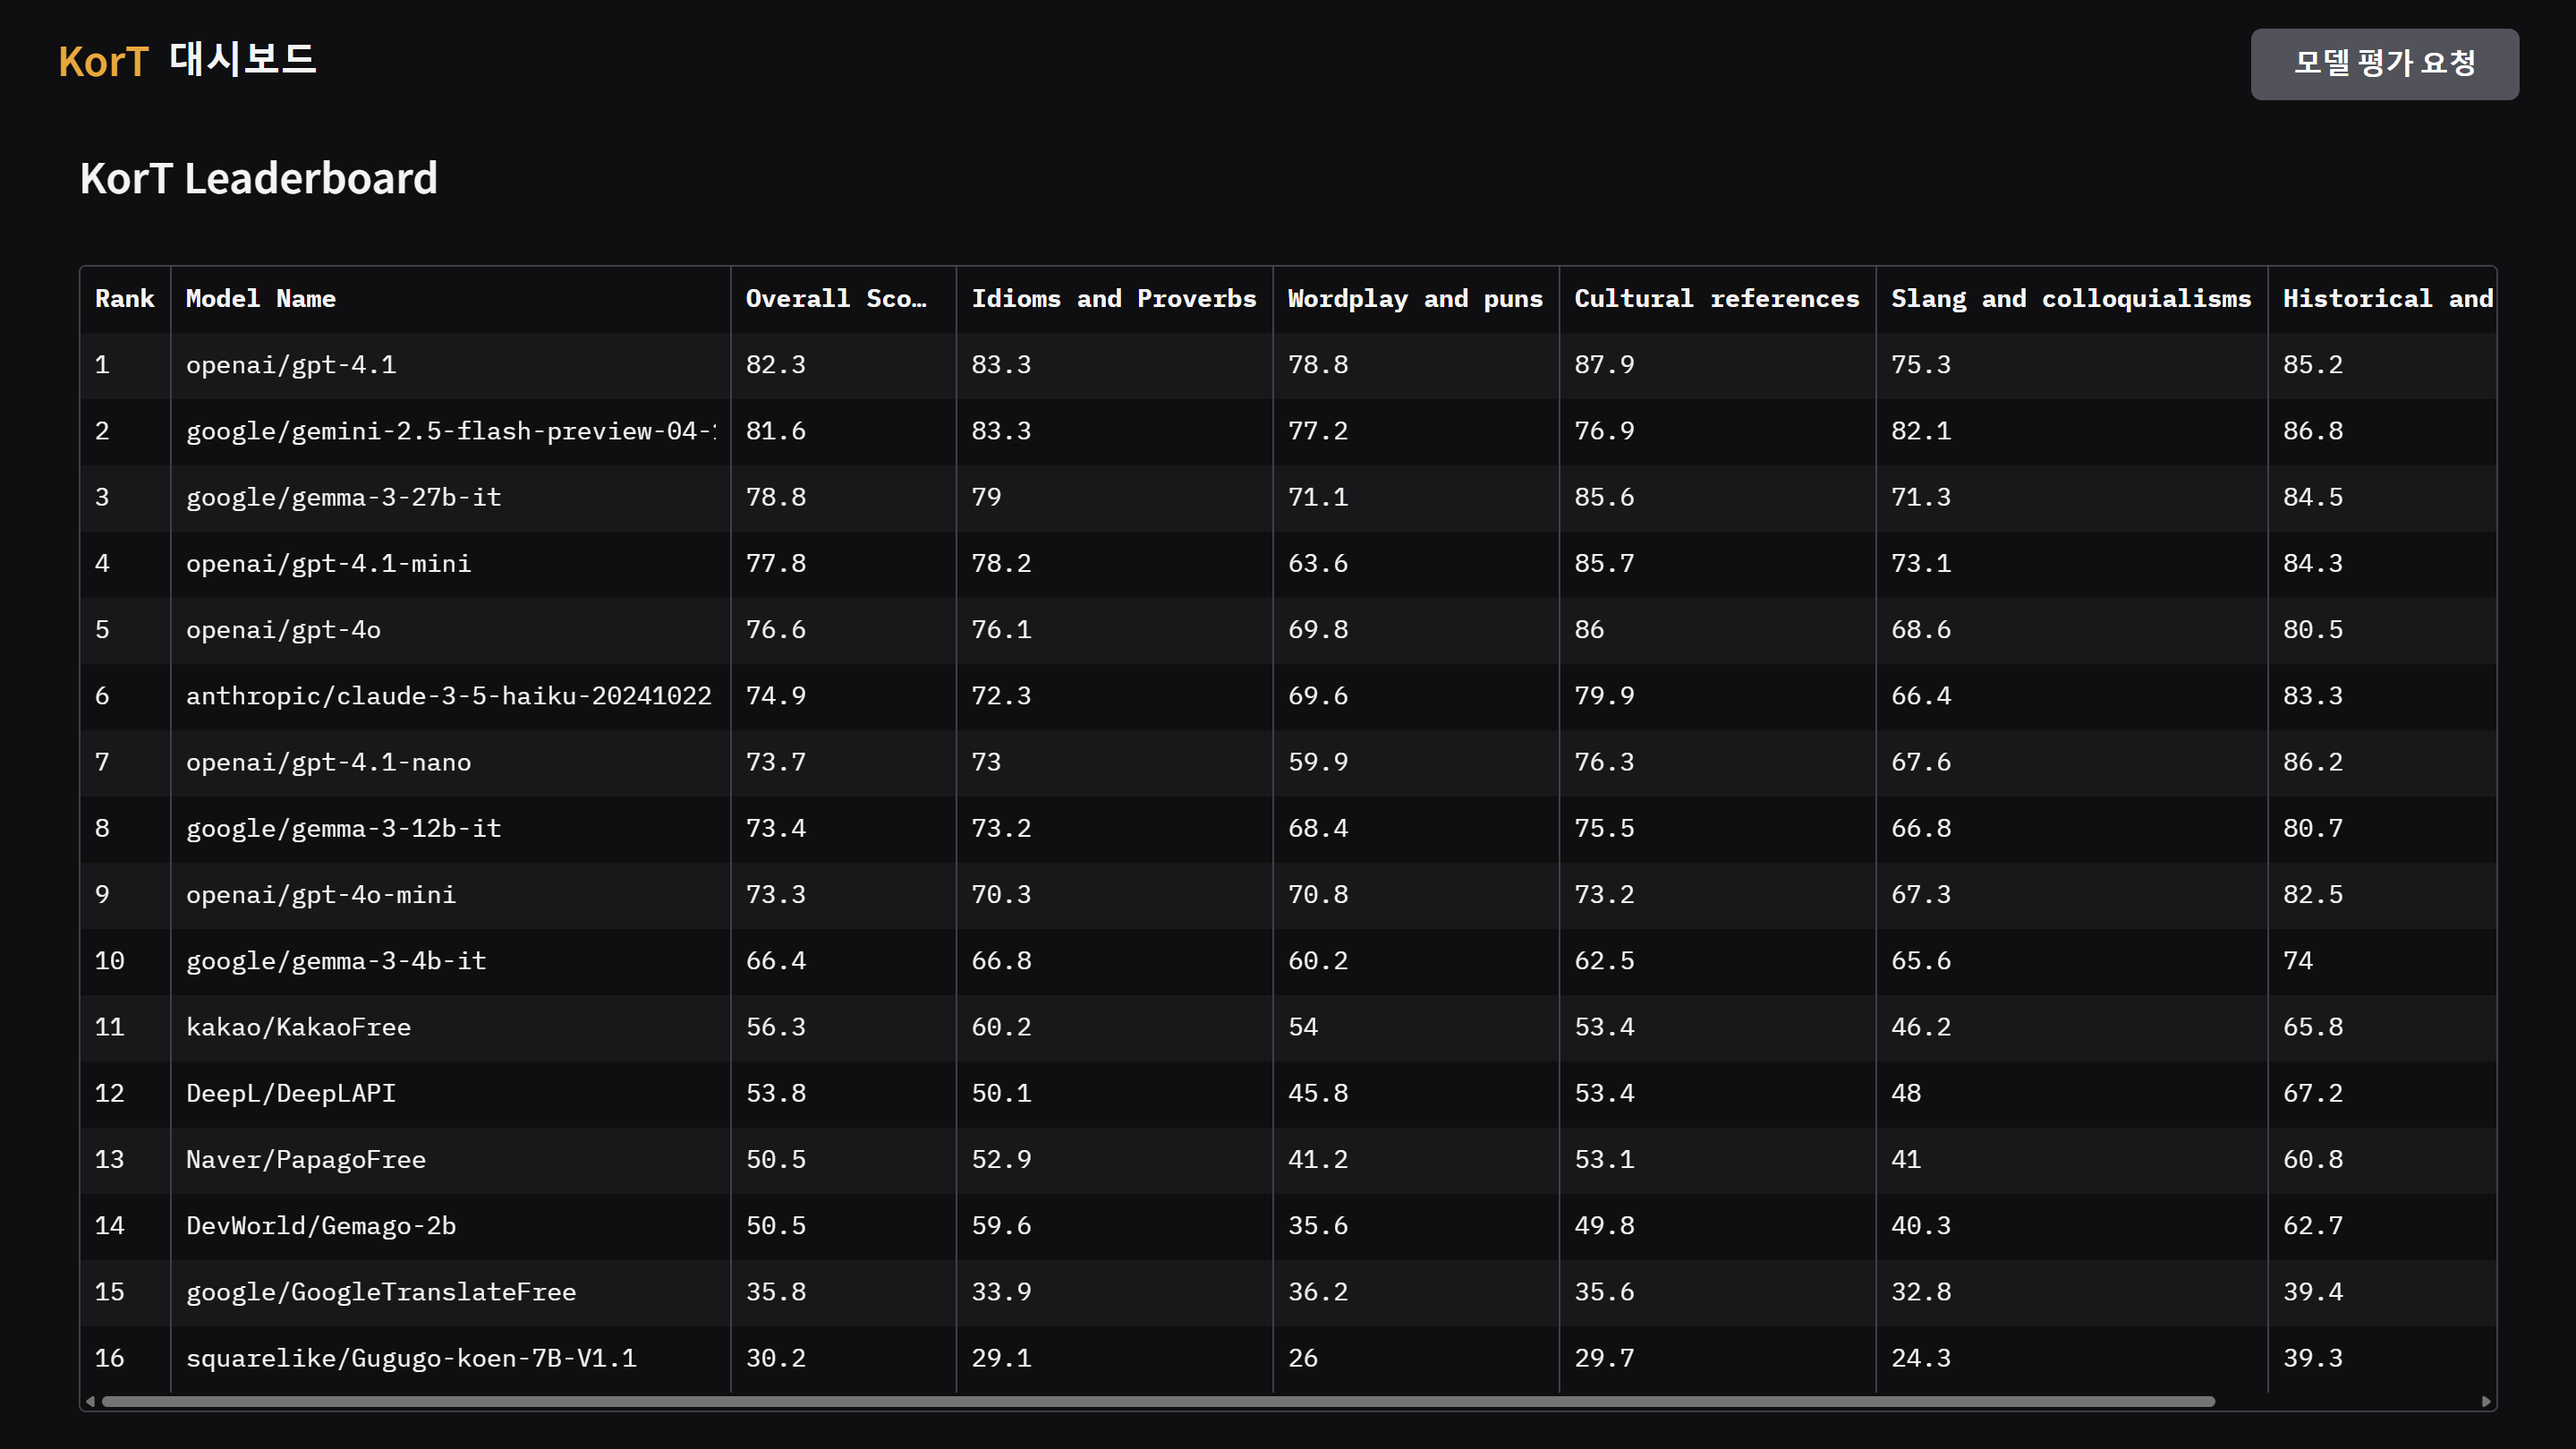 KorT 대시보드
모델 평가 요청
KorT Leaderboard
Rank Model Name Overall Sco… Idioms and Proverbs Wordplay and puns Cultural references Slang and colloquialisms Historical and
1 openai/gpt-4.1 82.3 83.3 78.8 87.9 75.3 85.2
2 google/gemini-2.5-flash-preview-04- 81.6 83.3 77.2 76.9 82.1 86.8
3 google/gemma-3-27b-it 78.8 79 71.1 85.6 71.3 84.5
4 openai/gpt-4.1-mini 77.8 78.2 63.6 85.7 73.1 84.3
5 openai/gpt-4o 76.6 76.1 69.8 86 68.6 80.5
6 anthropic/claude-3-5-haiku-20241022 74.9 72.3 69.6 79.9 66.4 83.3
7 openai/gpt-4.1-nano 73.7 73 59.9 76.3 67.6 86.2
8 google/gemma-3-12b-it 73.4 73.2 68.4 75.5 66.8 80.7
9 openai/gpt-4o-mini 73.3 70.3 70.8 73.2 67.3 82.5
10 google/gemma-3-4b-it 66.4 66.8 60.2 62.5 65.6 74
11 kakao/KakaoFree 56.3 60.2 54 53.4 46.2 65.8
12 DeepL/DeepLAPI 53.8 50.1 45.8 53.4 48 67.2
13 Naver/PapagoFree 50.5 52.9 41.2 53.1 41 60.8
14 DevWorld/Gemago-2b 50.5 59.6 35.6 49.8 40.3 62.7
15 google/GoogleTranslateFree 35.8 33.9 36.2 35.6 32.8 39.4
16 squarelike/Gugugo-koen-7B-V1.1 30.2 29.1 26 29.7 24.3 39.3